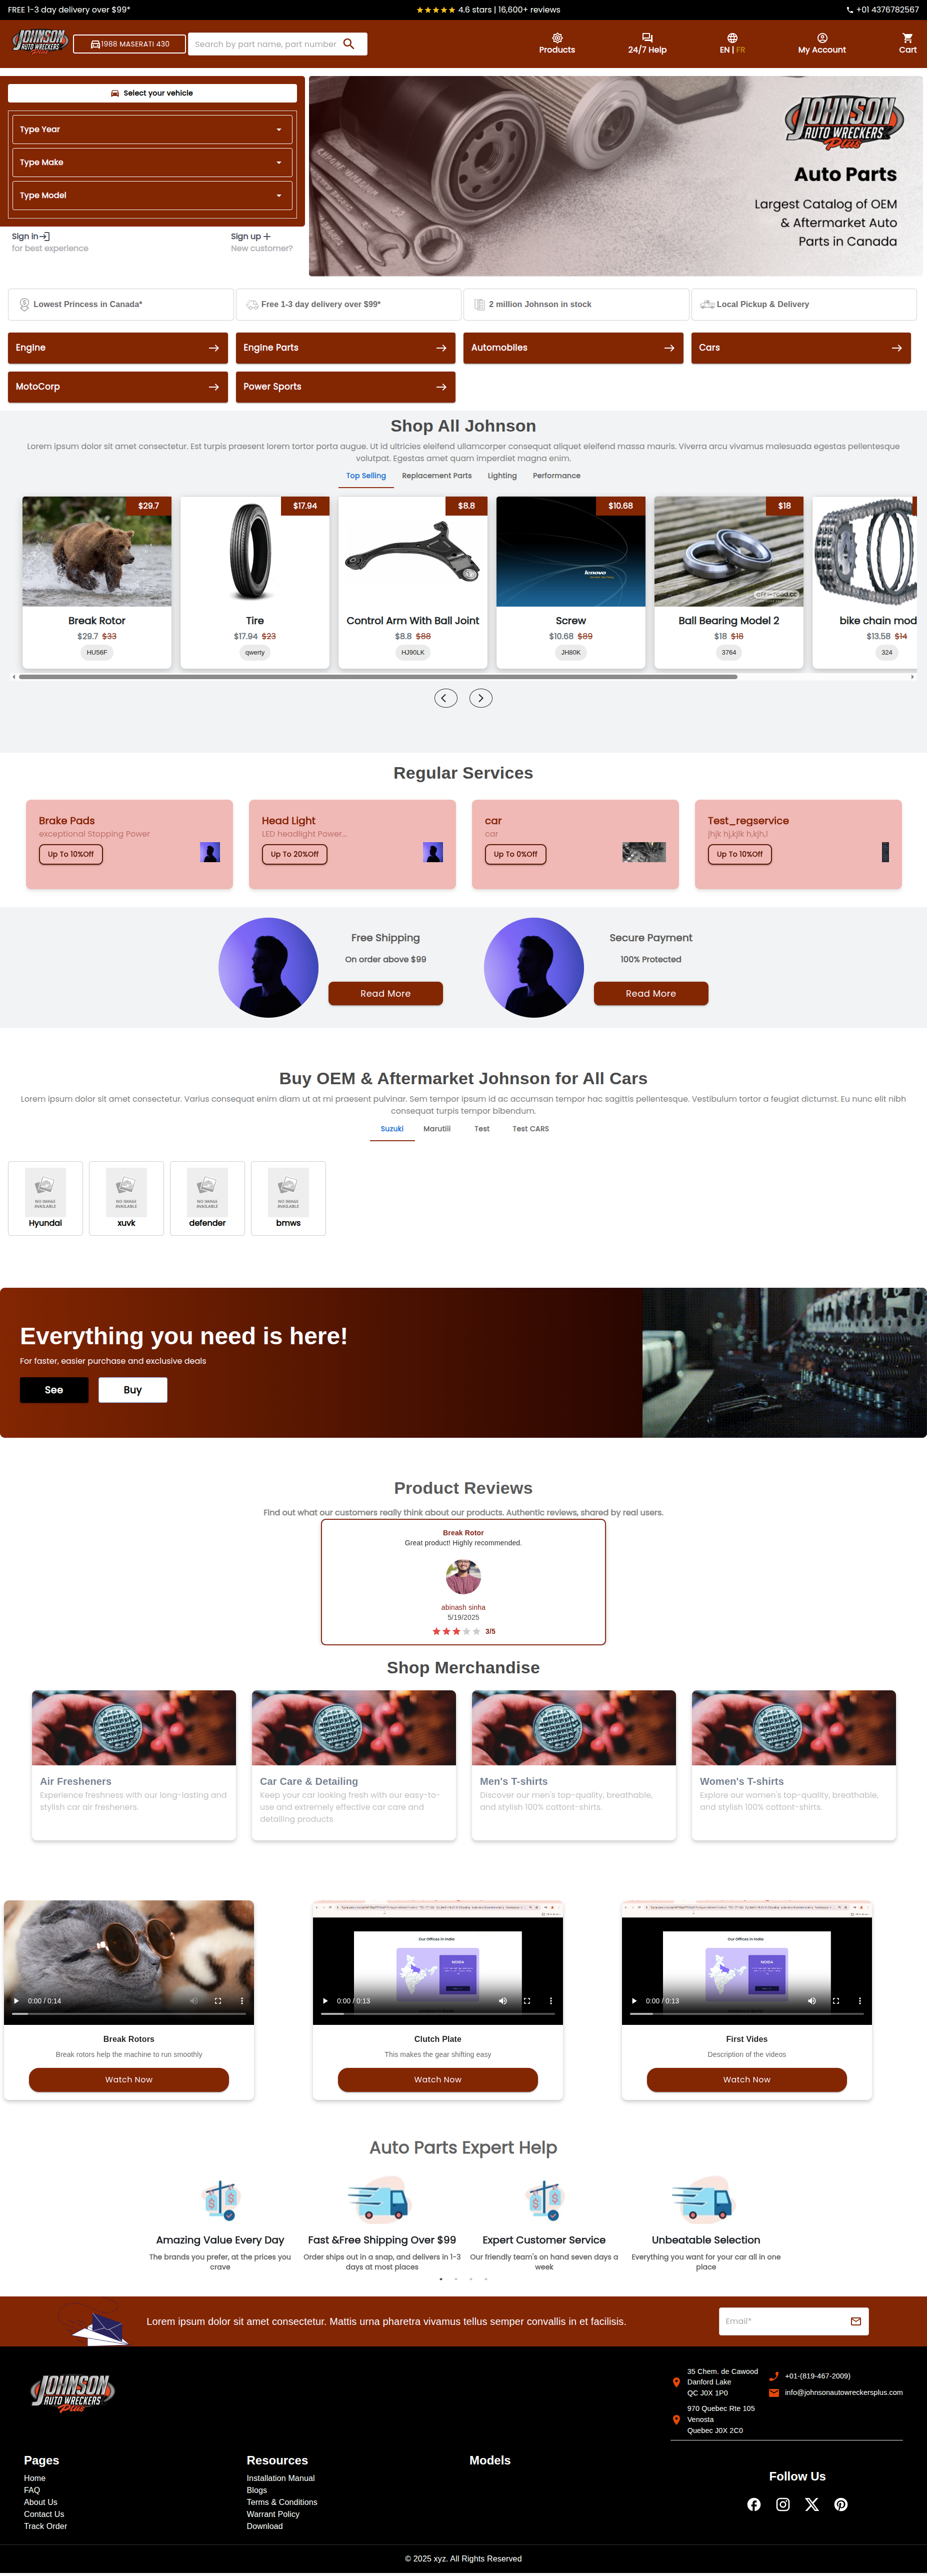 FREE 1-3 day delivery over $99*
4.6 stars | 16,600+ reviews
+01 4376782567
JOHNSON
AUTO WRECKERS
Plus
1988 MASERATI 430
Search by part name, part number
Products
24/7 Help
EN | FR
My Account
Cart
Select your vehicle
Type Year
Type Make
Type Model
Sign in
for best experience
Sign up
New customer?
JOHNSON
AUTO WRECKERS
Plus
Auto Parts
Largest Catalog of OEM
& Aftermarket Auto
Parts in Canada
Lowest Princess in Canada*
Free 1-3 day delivery over $99*
2 million Johnson in stock
Local Pickup & Delivery
Engine
Engine Parts
Automobiles
Cars
MotoCorp
Power Sports
Shop All Johnson
Lorem ipsum dolor sit amet consectetur. Est turpis praesent lorem tortor porta augue. Ut id ultricies eleifend ullamcorper consequat aliquet eleifend massa mauris. Viverra arcu vivamus malesuada egestas pellentesque
volutpat. Egestas amet quam imperdiet magna enim.
Top Selling
Replacement Parts
Lighting
Performance
$29.7
Break Rotor
$29.7 $33
HU56F
$17.94
Tire
$17.94 $23
qwerty
$8.8
Control Arm With Ball Joint
$8.8 $88
HJ90LK
$10.68
lenovo
Screw
$10.68 $89
JH80K
$18
Ball Bearing Model 2
$18 $18
3764
bike chain mod
$13.58 $14
324
Regular Services
Brake Pads
exceptional Stopping Power
Up To 10%Off
Head Light
LED headlight Power...
Up To 20%Off
car
car
Up To 0%Off
Test_regservice
jhjk hj,kjlk h,kjh,l
Up To 10%Off
Free Shipping
On order above $99
Read More
Secure Payment
100% Protected
Read More
Buy OEM & Aftermarket Johnson for All Cars
Lorem ipsum dolor sit amet consectetur. Varius consequat enim diam ut at mi praesent pulvinar. Sem tempor ipsum id ac accumsan tempor hac sagittis pellentesque. Vestibulum tortor a feugiat dictumst. Eu nunc elit nibh
consequat turpis tempor bibendum.
Suzuki
Marutiii
Test
Test CARS
NO IMAGE
AVAILABLE
Hyundai
NO IMAGE
AVAILABLE
xuvk
NO IMAGE
AVAILABLE
defender
NO IMAGE
AVAILABLE
bmws
Everything you need is here!
For faster, easier purchase and exclusive deals
See
Buy
Product Reviews
Find out what our customers really think about our products. Authentic reviews, shared by real users.
Break Rotor
Great product! Highly recommended.
abinash sinha
5/19/2025
3/5
Shop Merchandise
Air Fresheners
Experience freshness with our long-lasting and
stylish car air fresheners.
Car Care & Detailing
Keep your car looking fresh with our easy-to-
use and extremely effective car care and
detailing products
Men's T-shirts
Discover our men's top-quality, breathable,
and stylish 100% cottont-shirts.
Women's T-shirts
Explore our women's top-quality, breathable,
and stylish 100% cottont-shirts.
0:00 / 0:14
Break Rotors
Break rotors help the machine to run smoothly
Watch Now
Our Offices in India
NOIDA
0:00 / 0:13
Clutch Plate
This makes the gear shifting easy
Watch Now
Our Offices in India
NOIDA
0:00 / 0:13
First Vides
Description of the videos
Watch Now
Auto Parts Expert Help
Amazing Value Every Day
The brands you prefer, at the prices you
crave
Fast &Free Shipping Over $99
Order ships out in a snap, and delivers in 1-3
days at most places
Expert Customer Service
Our friendly team's on hand seven days a
week
Unbeatable Selection
Everything you want for your car all in one
place
Lorem ipsum dolor sit amet consectetur. Mattis urna pharetra vivamus tellus semper convallis in et facilisis.
Email*
JOHNSON
AUTO WRECKERS
Plus
35 Chem. de Cawood
Danford Lake
QC J0X 1P0
+01-(819-467-2009)
info@johnsonautowreckersplus.com
970 Quebec Rte 105
Venosta
Quebec J0X 2C0
Pages
Home
FAQ
About Us
Contact Us
Track Order
Resources
Installation Manual
Blogs
Terms & Conditions
Warrant Policy
Download
Models
Follow Us
© 2025 xyz. All Rights Reserved